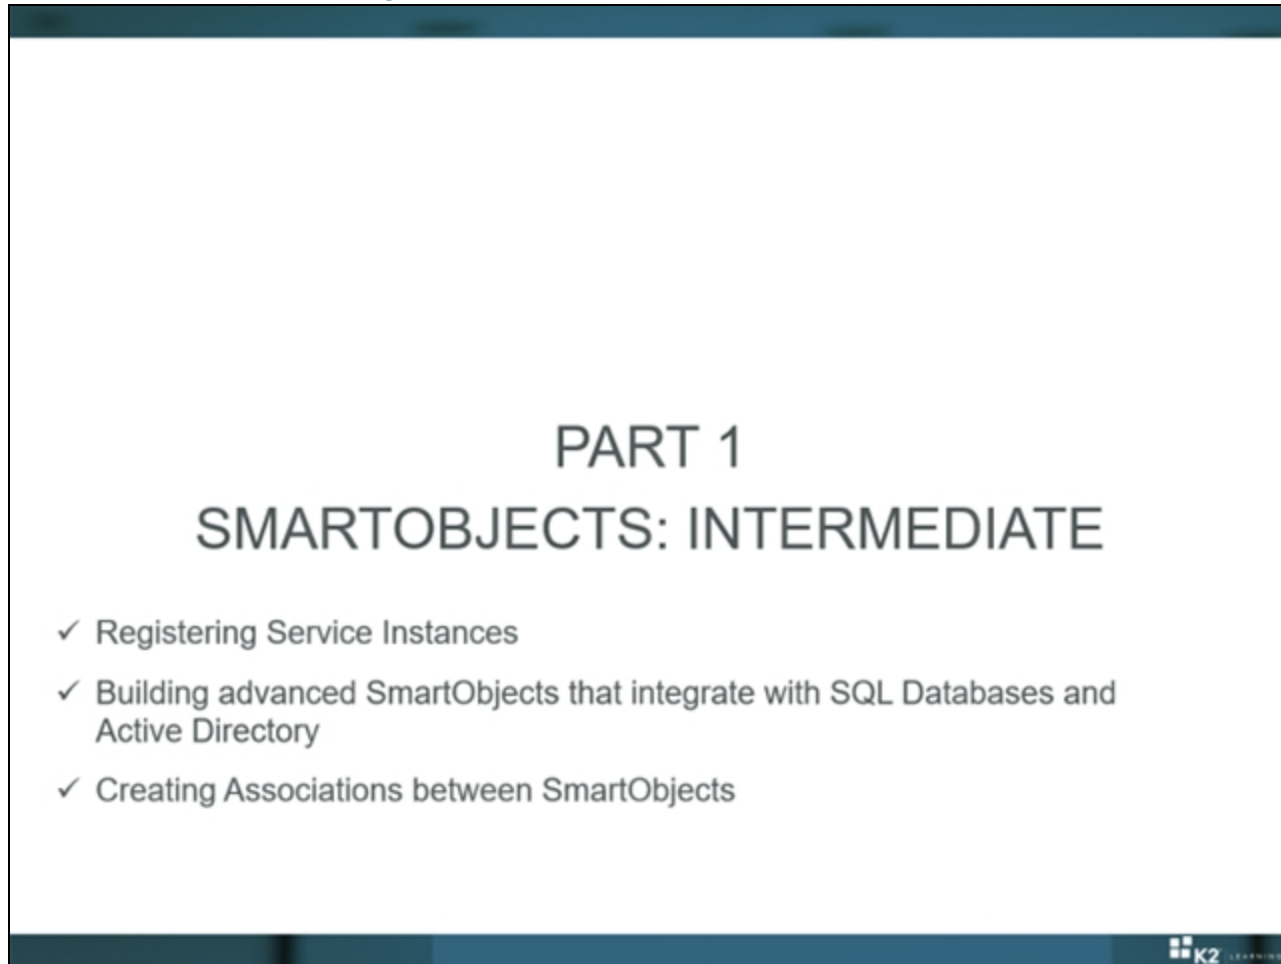 PART 1
SMARTOBJECTS: INTERMEDIATE
✓ Registering Service Instances
✓ Building advanced SmartObjects that integrate with SQL Databases and
Active Directory
✓ Creating Associations between SmartObjects
K2 LEARNING